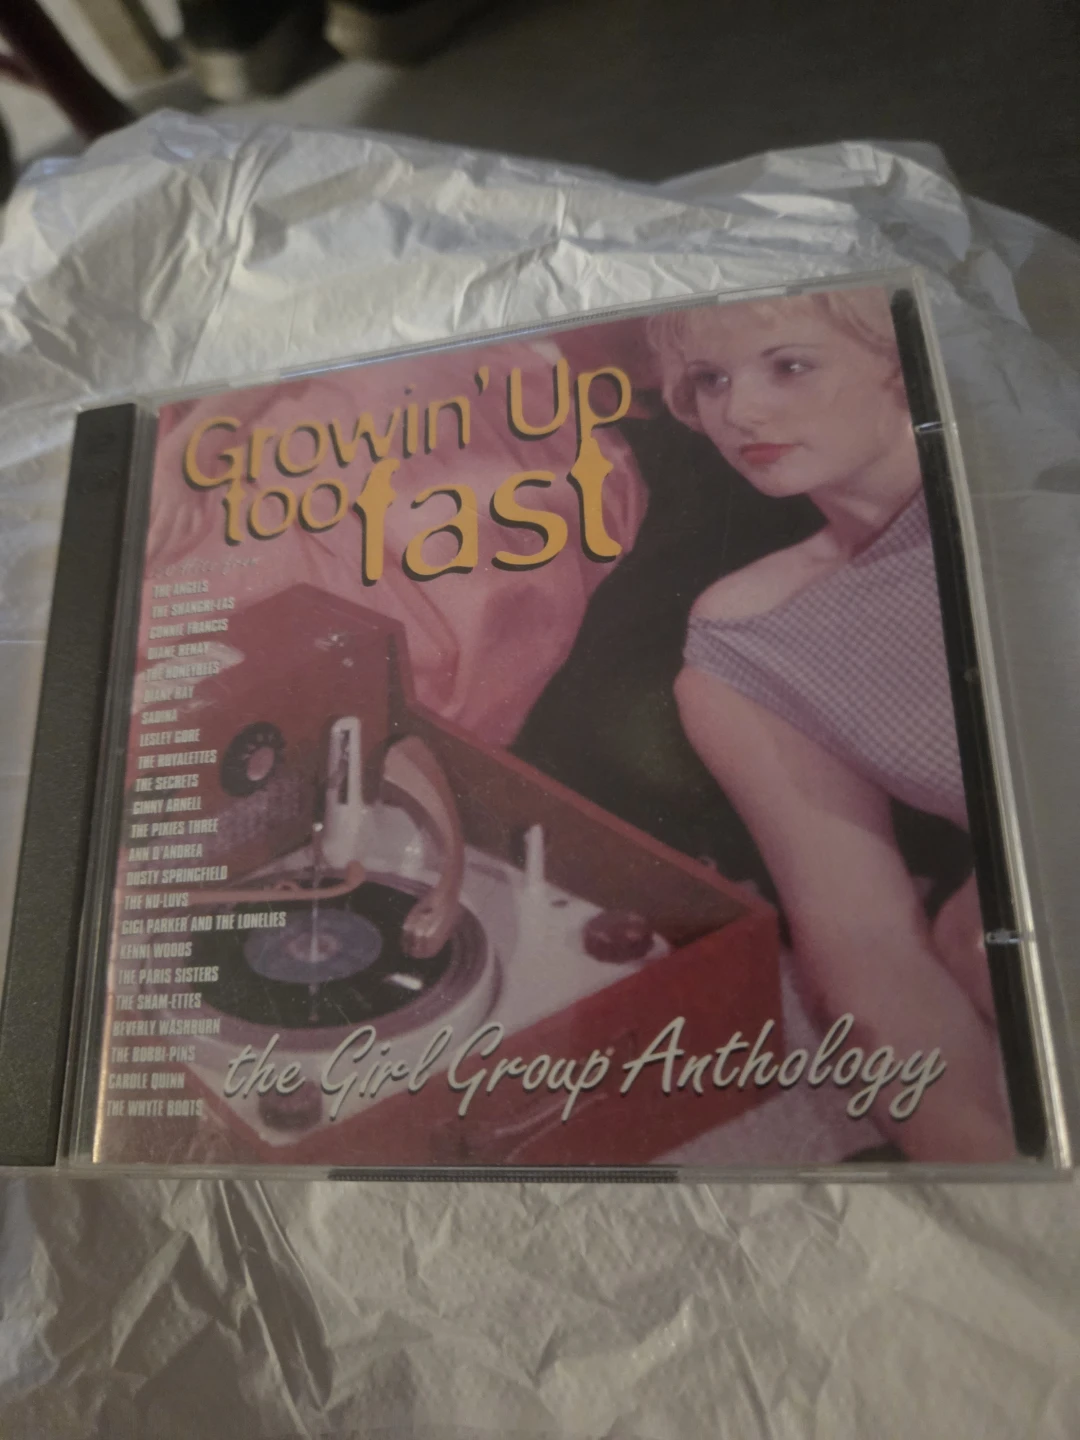 Growin' Up
too fast
50 Hits from
THE ANGELS
THE SHANGRI-LAS
CONNIE FRANCIS
DIANE RENAY
THE HONEYBEES
DIANE RAY
SABINA
LESLEY GORE
THE ROYALETTES
THE SECRETS
GINNY ARNELL
THE PIXIES THREE
ANN D'ANDREA
DUSTY SPRINGFIELD
THE NU-LUVS
GIGI PARKER AND THE LONELIES
KENNI WOODS
THE PARIS SISTERS
THE SHAM-ETTES
BEVERLY WASHBURN
THE BOBBI-PINS
CAROLE QUINN
THE WHYTE BOOTS
the Girl Group Anthology